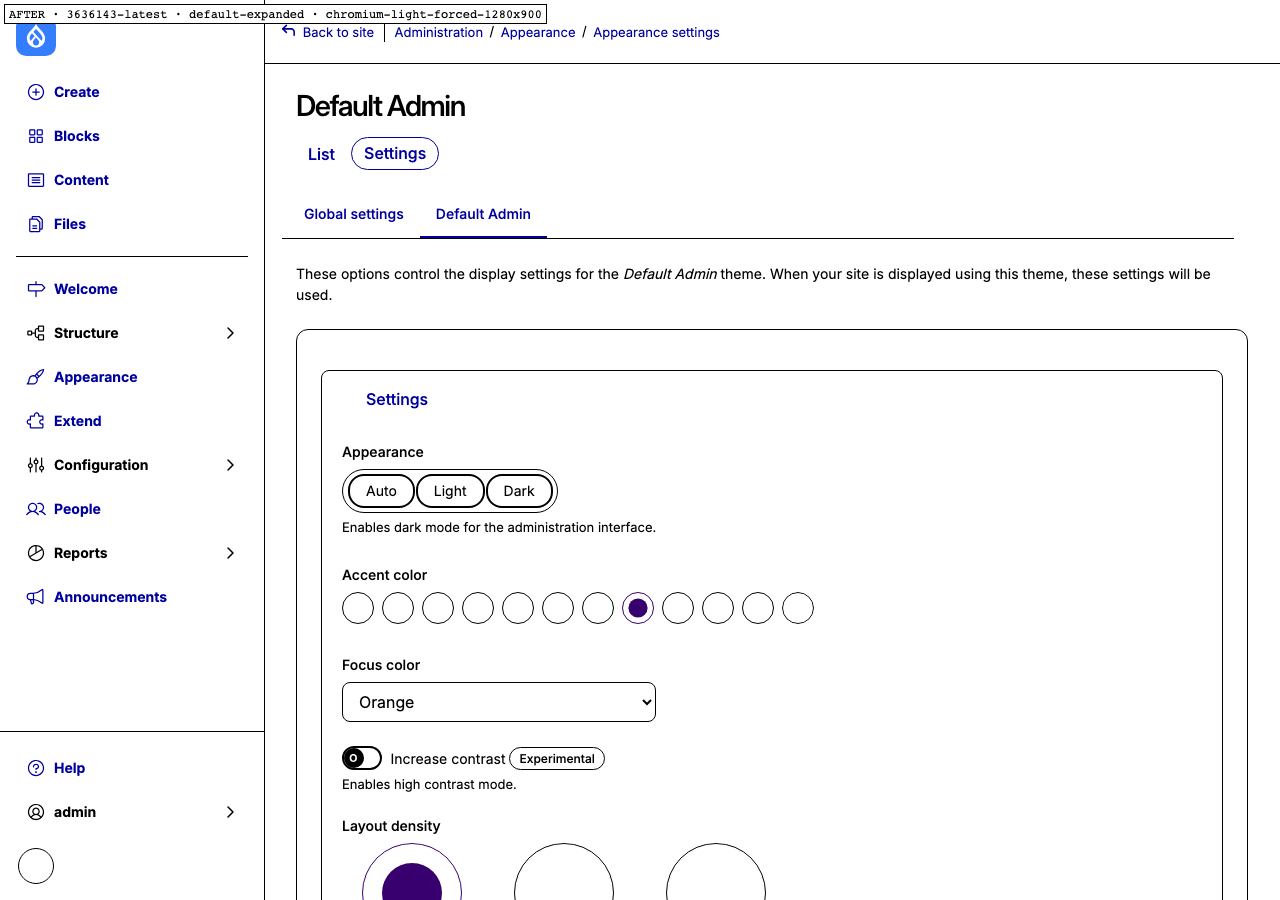 AFTER · 3636143-latest · default-expanded · chromium-light-forced-1280x900
Back to site Administration / Appearance / Appearance settings
Create
Blocks
Content
Files
Welcome
Structure
Appearance
Extend
Configuration
People
Reports
Announcements
Help
admin
Default Admin
List Settings
Global settings Default Admin
These options control the display settings for the Default Admin theme. When your site is displayed using this theme, these settings will be
used.
Settings
Appearance
Auto Light Dark
Enables dark mode for the administration interface.
Accent color
Focus color
Orange
Increase contrast Experimental
Enables high contrast mode.
Layout density